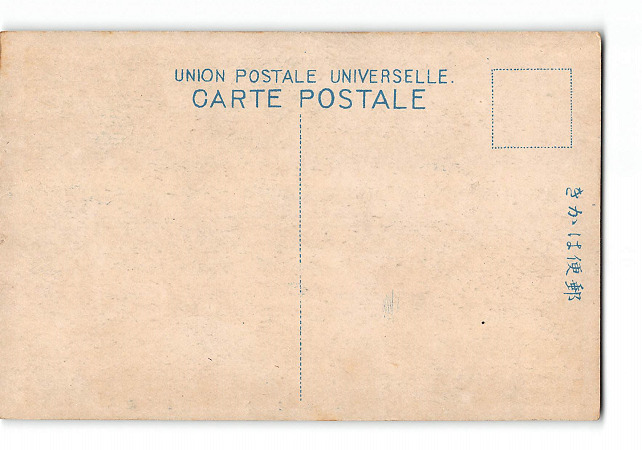 UNION POSTALE UNIVERSELLE.
CARTE POSTALE
きがは便郵